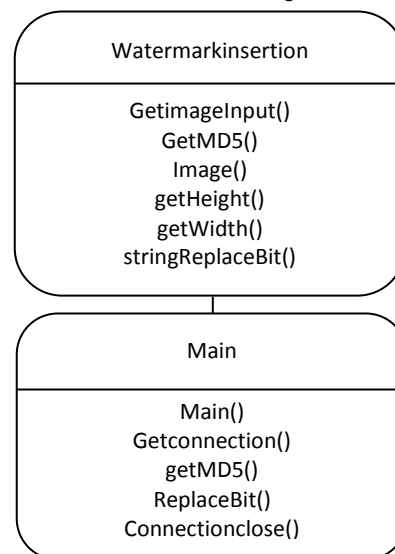 Watermarkinsertion
GetimageInput()
GetMD5()
Image()
getHeight()
getWidth()
stringReplaceBit()
Main
Main()
Getconnection()
getMD5()
ReplaceBit()
Connectionclose()